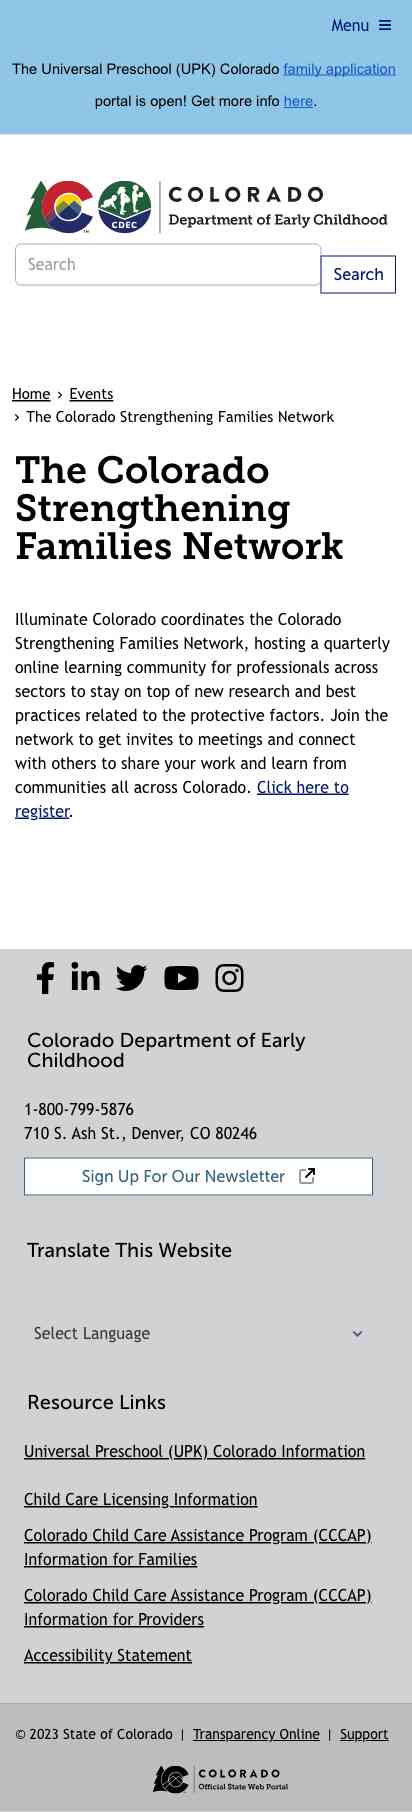 Menu
The Universal Preschool (UPK) Colorado family application
portal is open! Get more info here.
COLORADO
Department of Early Childhood
CDEC
TM
Search
Search
Home › Events
› The Colorado Strengthening Families Network
The Colorado
Strengthening
Families Network
Illuminate Colorado coordinates the Colorado
Strengthening Families Network, hosting a quarterly
online learning community for professionals across
sectors to stay on top of new research and best
practices related to the protective factors. Join the
network to get invites to meetings and connect
with others to share your work and learn from
communities all across Colorado. Click here to
register.
Colorado Department of Early
Childhood
1-800-799-5876
710 S. Ash St., Denver, CO 80246
Sign Up For Our Newsletter
Translate This Website
Select Language
Resource Links
Universal Preschool (UPK) Colorado Information
Child Care Licensing Information
Colorado Child Care Assistance Program (CCCAP)
Information for Families
Colorado Child Care Assistance Program (CCCAP)
Information for Providers
Accessibility Statement
© 2023 State of Colorado | Transparency Online | Support
COLORADO
Official State Web Portal